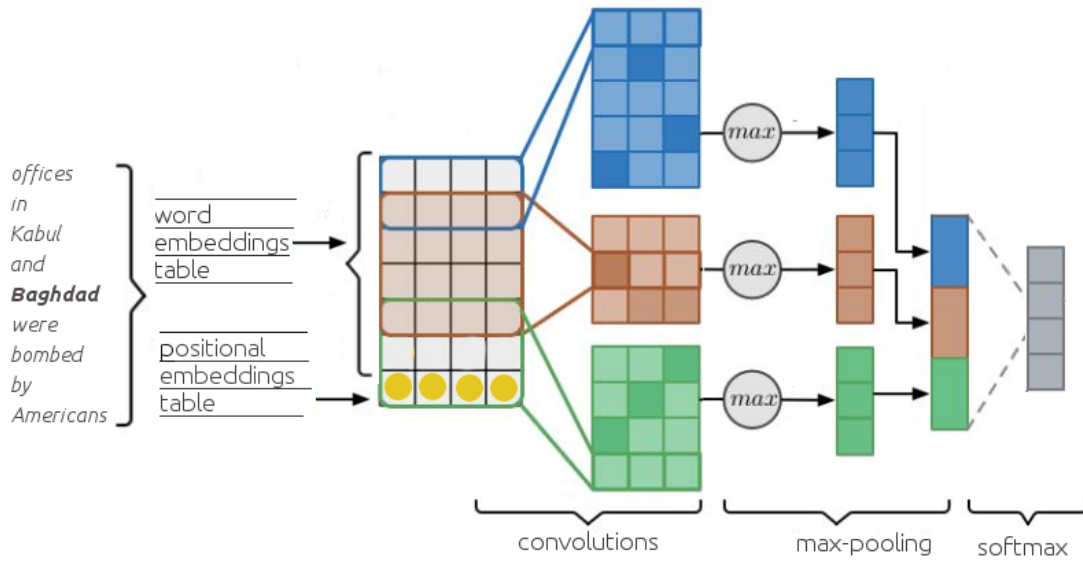 offices
in
Kabul
and
Baghdad
were
bombed
by
Americans
word
embeddings
table
positional
embeddings
table
max
max
max
convolutions
max-pooling
softmax